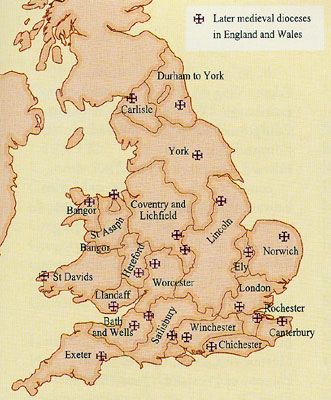 Later medieval dioceses
in England and Wales
Durham to York
Carlisle
York
Bangor
St Asaph
Coventry and
Lichfield
Lincoln
Bangor
Hereford
Worcester
Ely
Norwich
St Davids
Llandaff
London
Bath
and Wells
Salisbury
Winchester
Rochester
Canterbury
Chichester
Exeter